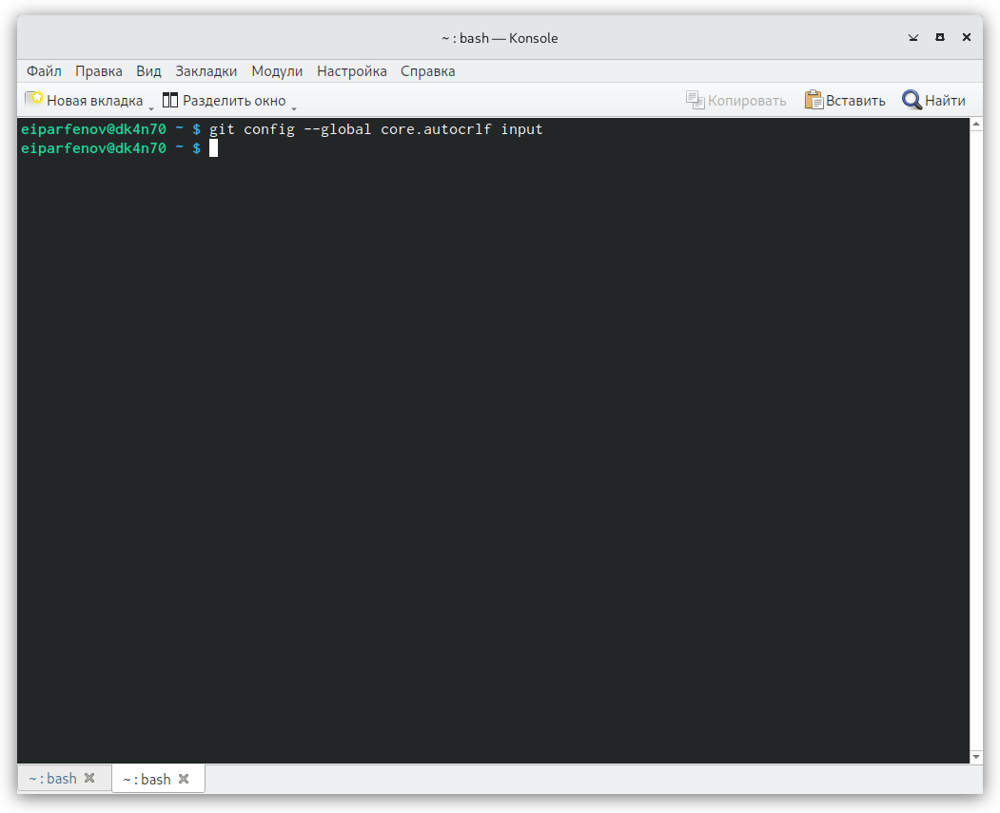 ~ : bash — Konsole
Файл Правка Вид Закладки Модули Настройка Справка
Новая вкладка Разделить окно Копировать Вставить Найти
eiparfenov@dk4n70 ~ $ git config --global core.autocrlf input
eiparfenov@dk4n70 ~ $
~ : bash ~ : bash